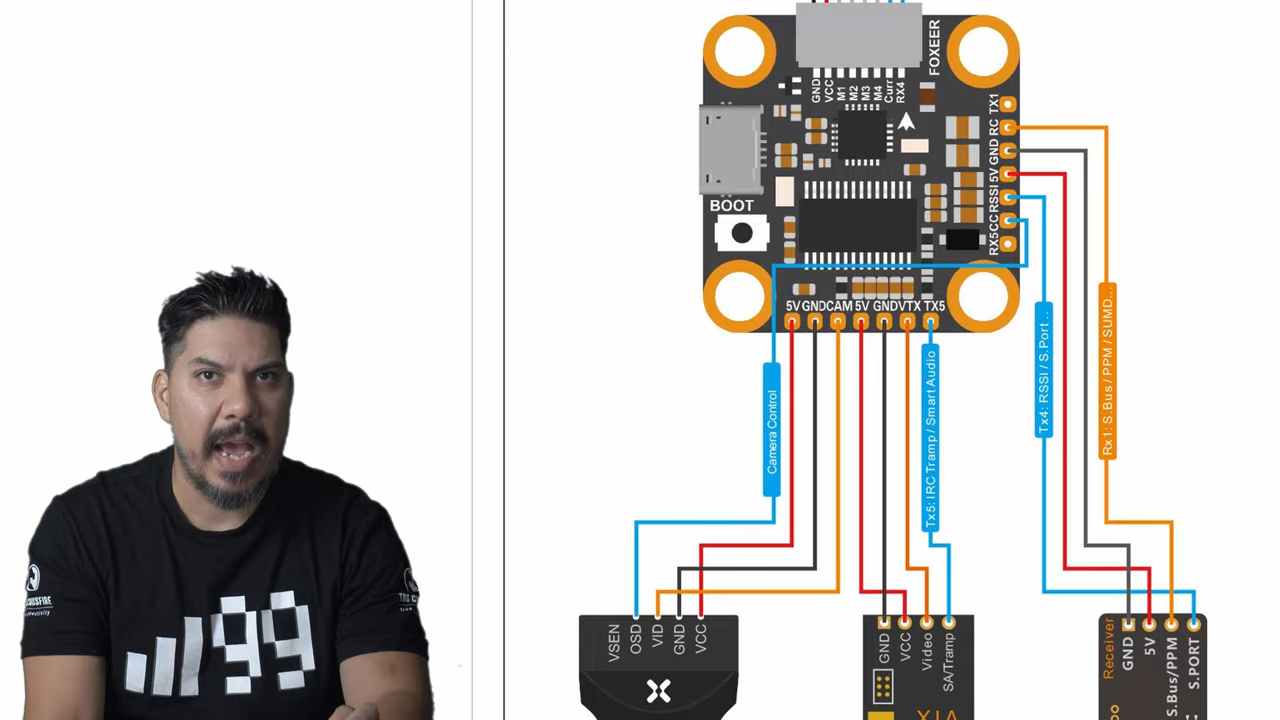 FOXEER
GND
VCC
M1
M2
M3
M4
Curr
RX4
TX1
RC
GND
5V
RSSI
CC
RX5
BOOT
5V GND CAM 5V GND VTX TX5
Camera Control
Tx5: IRC Tramp / Smart Audio
Tx4: RSSI / S.Port ..
Rx1: S.Bus / PPM / SUMD...
VSEN
OSD
VID
GND
VCC
GND
VCC
Video
SA/Tramp
Receiver
GND
5V
S.Bus/PPM
S.PORT
99